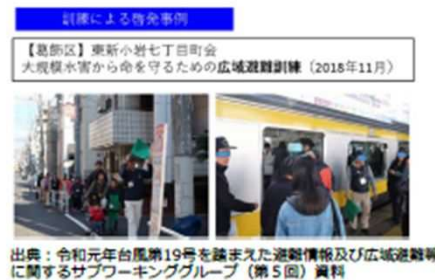 訓練による啓発事例
【葛飾区】東新小岩七丁目町会
大規模水害から命を守るための広域避難訓練（2018年11月）
出典：令和元年台風第19号を踏まえた避難情報及び広域避難等
に関するサブワーキンググループ（第5回）資料